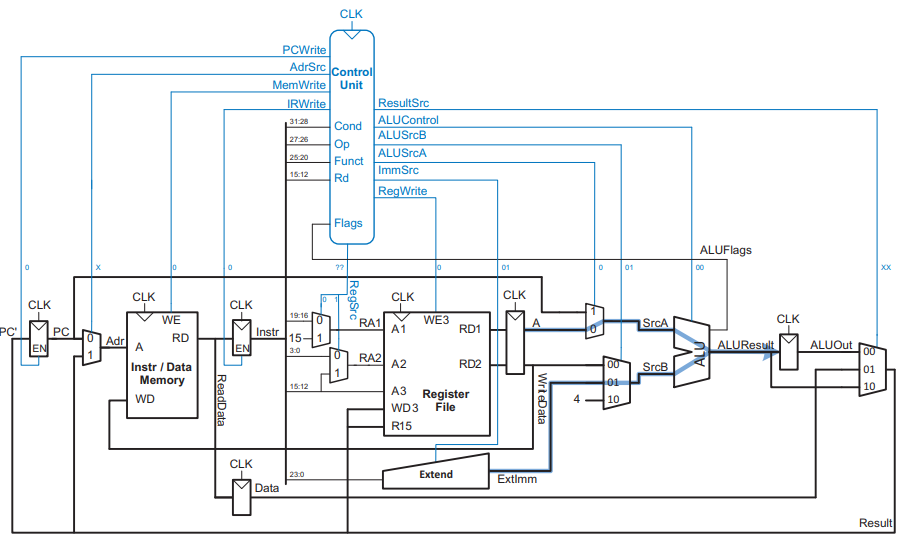 CLK
PCWrite
AdrSrc
MemWrite
IRWrite
Control
Unit
ResultSrc
ALUControl
ALUSrcB
ALUSrcA
ImmSrc
RegWrite
31:28
Cond
27:26
Op
25:20
Funct
15:12
Rd
Flags
ALUFlags
0
X
0
0
??
0
01
0
01
00
XX
RegSrc
0
1
CLK
PC'
EN
PC
0
1
Adr
CLK
WE
RD
A
Instr / Data
Memory
WD
CLK
EN
Instr
ReadData
19:16
15
3:0
15:12
23:0
0
1
0
1
RA1
RA2
CLK
A1
A2
A3
WD3
R15
WE3
RD1
RD2
Register
File
CLK
A
WriteData
1
0
00
01
10
4
SrcA
SrcB
ALU
ALUResult
CLK
ALUOut
00
01
10
Extend
ExtImm
CLK
Data
Result